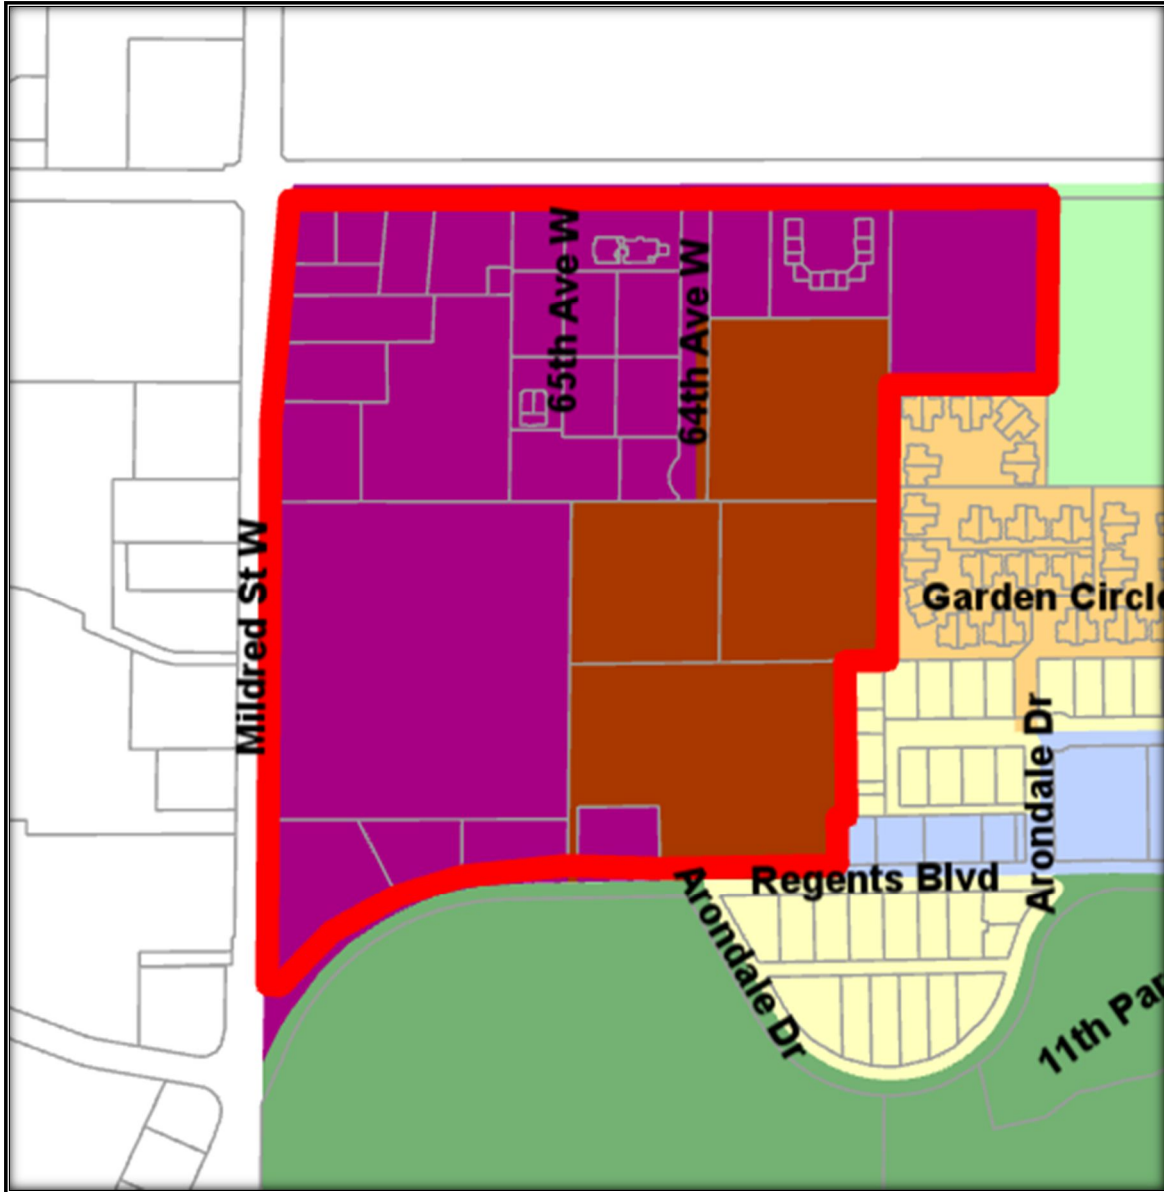 65th Ave W
64th Ave W
Mildred St W
Garden Circle
Arondale Dr
Regents Blvd
Arondale Dr
11th Par